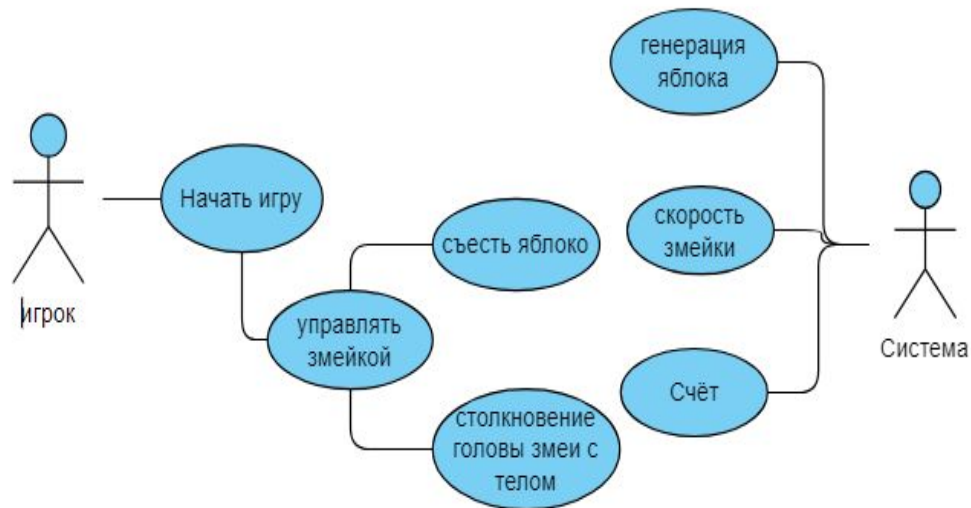 генерация
яблока
Начать игру
съесть яблоко
скорость
змейки
игрок
управлять
змейкой
Система
Счёт
столкновение
головы змеи с
телом